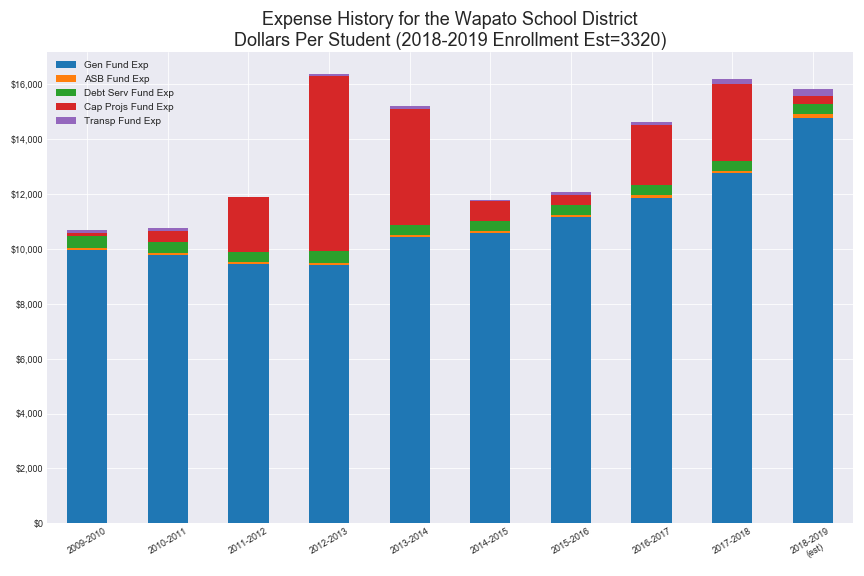 Expense History for the Wapato School District
Dollars Per Student (2018-2019 Enrollment Est=3320)
Gen Fund Exp
ASB Fund Exp
Debt Serv Fund Exp
Cap Projs Fund Exp
Transp Fund Exp
$16,000
$14,000
$12,000
$10,000
$8,000
$6,000
$4,000
$2,000
$0
2009-2010
2010-2011
2011-2012
2012-2013
2013-2014
2014-2015
2015-2016
2016-2017
2017-2018
2018-2019
(est)